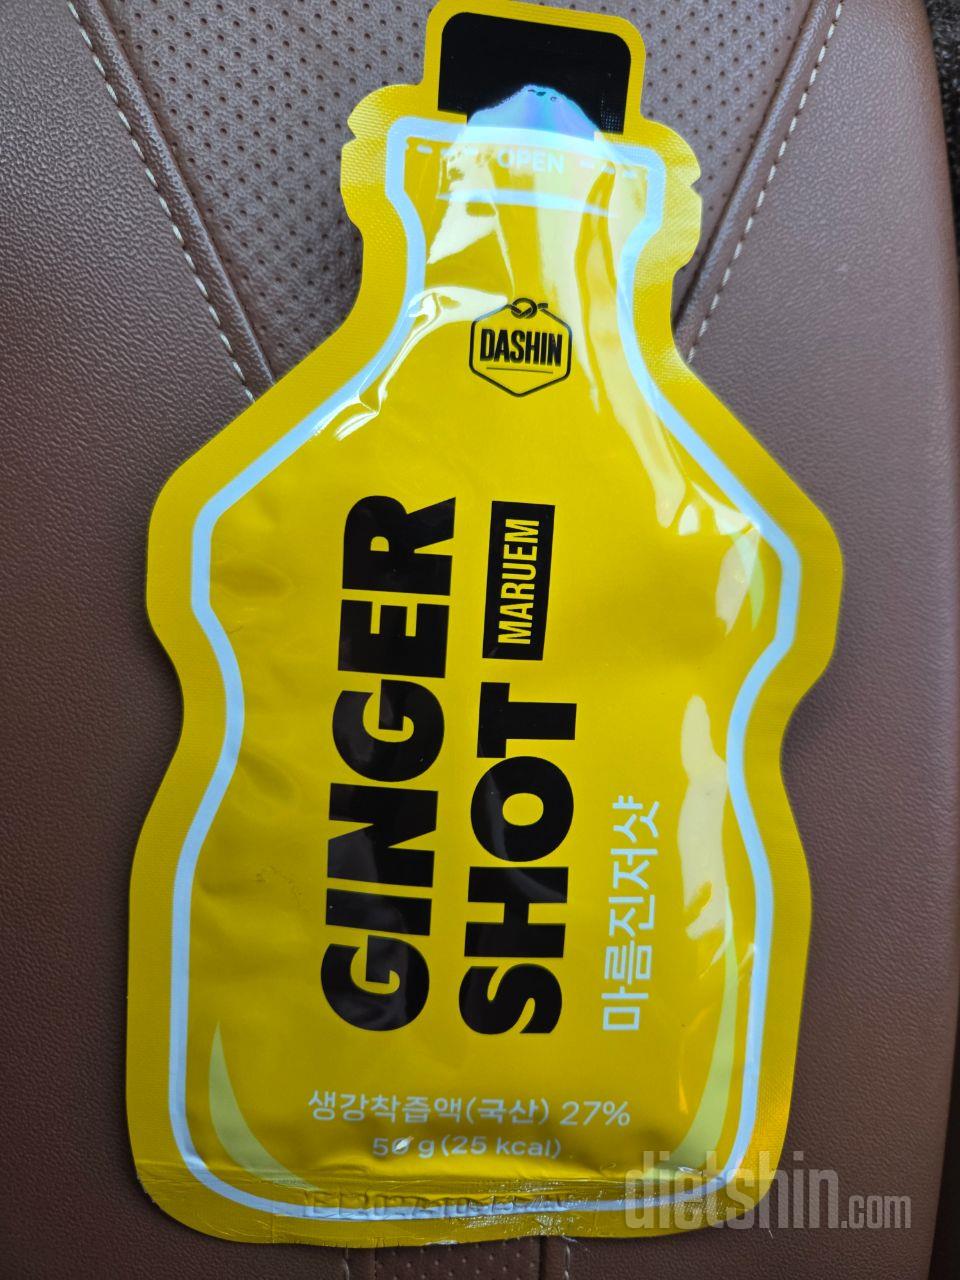 OPEN
DASHIN
GINGER
SHOT MARUEM
마름진저샷
생강착즙액(국산) 27%
50 g (25 kcal)
dietshin.com